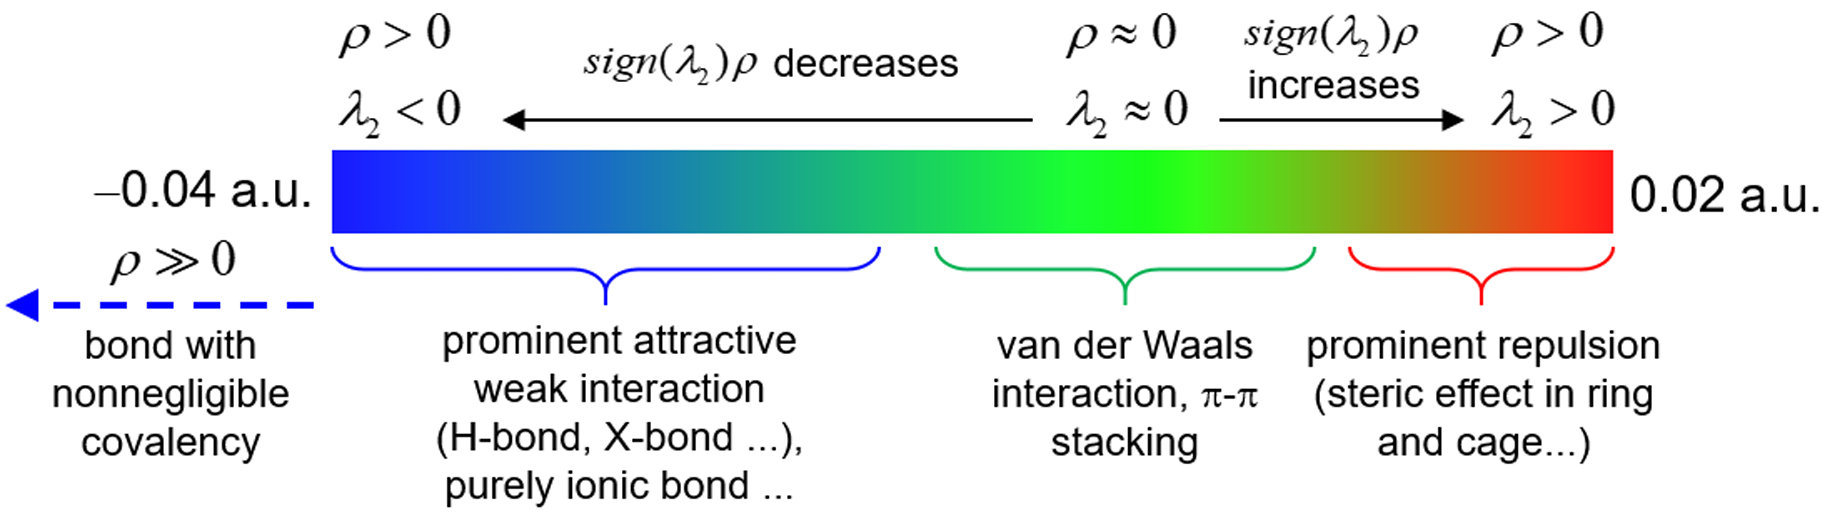 ρ > 0
λ₂ < 0
sign(λ₂)ρ decreases
ρ ≈ 0
λ₂ ≈ 0
sign(λ₂)ρ
increases
ρ > 0
λ₂ > 0
–0.04 a.u.
0.02 a.u.
ρ ≫ 0
bond with
nonnegligible
covalency
prominent attractive
weak interaction
(H-bond, X-bond ...),
purely ionic bond ...
van der Waals
interaction, π-π
stacking
prominent repulsion
(steric effect in ring
and cage...)